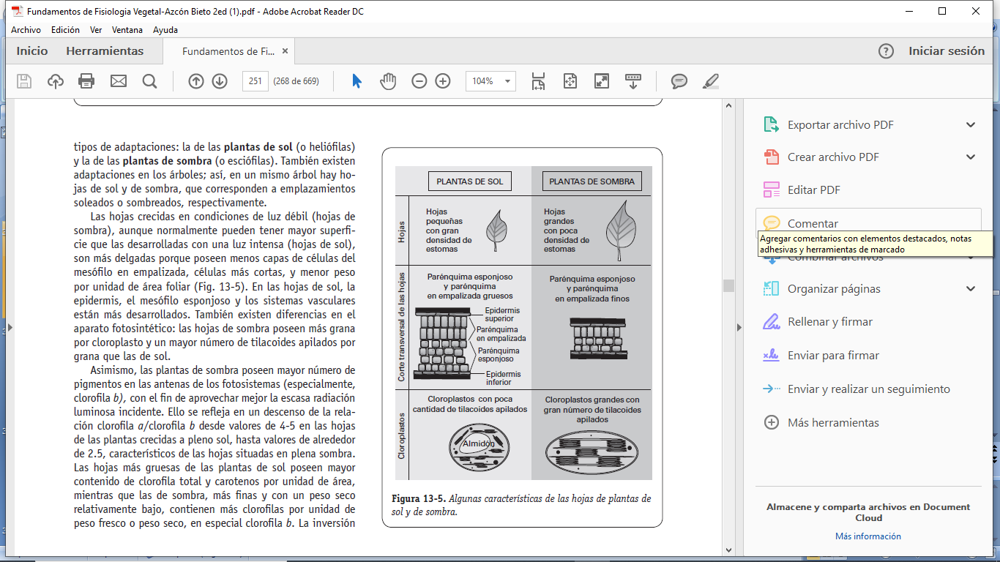 Fundamentos de Fisiologia Vegetal-Azcón Bieto 2ed (1).pdf - Adobe Acrobat Reader DC
Archivo Edición Ver Ventana Ayuda
Inicio Herramientas Fundamentos de Fi... × Iniciar sesión
251 (268 de 669) 104%
tipos de adaptaciones: la de las plantas de sol (o heliófilas)
y la de las plantas de sombra (o esciófilas). También existen
adaptaciones en los árboles; así, en un mismo árbol hay ho-
jas de sol y de sombra, que corresponden a emplazamientos
soleados o sombreados, respectivamente.
Las hojas crecidas en condiciones de luz débil (hojas de
sombra), aunque normalmente pueden tener mayor superfi-
cie que las desarrolladas con una luz intensa (hojas de sol),
son más delgadas porque poseen menos capas de células del
mesófilo en empalizada, células más cortas, y menor peso
por unidad de área foliar (Fig. 13-5). En las hojas de sol, la
epidermis, el mesófilo esponjoso y los sistemas vasculares
están más desarrollados. También existen diferencias en el
aparato fotosintético: las hojas de sombra poseen más grana
por cloroplasto y un mayor número de tilacoides apilados por
grana que las de sol.
Asimismo, las plantas de sombra poseen mayor número de
pigmentos en las antenas de los fotosistemas (especialmente,
clorofila b), con el fin de aprovechar mejor la escasa radiación
luminosa incidente. Ello se refleja en un descenso de la rela-
ción clorofila a/clorofila b desde valores de 4-5 en las hojas
de las plantas crecidas a pleno sol, hasta valores de alrededor
de 2.5, característicos de las hojas situadas en plena sombra.
Las hojas más gruesas de las plantas de sol poseen mayor
contenido de clorofila total y carotenos por unidad de área,
mientras que las de sombra, más finas y con un peso seco
relativamente bajo, contienen más clorofilas por unidad de
peso fresco o peso seco, en especial clorofila b. La inversión
PLANTAS DE SOL
PLANTAS DE SOMBRA
Hojas
Hojas
pequeñas
con gran
densidad de
estomas
Hojas
grandes
con poca
densidad de
estomas
Corte transversal de las hojas
Parénquima esponjoso
y parénquima
en empalizada gruesos
Epidermis
superior
Parénquima
en empalizada
Parénquima
esponjoso
Epidermis
inferior
Parénquima esponjoso
y parénquima
en empalizada finos
Cloroplastos
Cloroplastos con poca
cantidad de tilacoides apilados
Almidón
Cloroplastos grandes con
gran número de tilacoides
apilados
Figura 13-5. Algunas características de las hojas de plantas de
sol y de sombra.
Exportar archivo PDF
Crear archivo PDF
Editar PDF
Comentar
Agregar comentarios con elementos destacados, notas
adhesivas y herramientas de marcado
Combinar archivos
Organizar páginas
Rellenar y firmar
Enviar para firmar
Enviar y realizar un seguimiento
Más herramientas
Almacene y comparta archivos en Document
Cloud
Más información